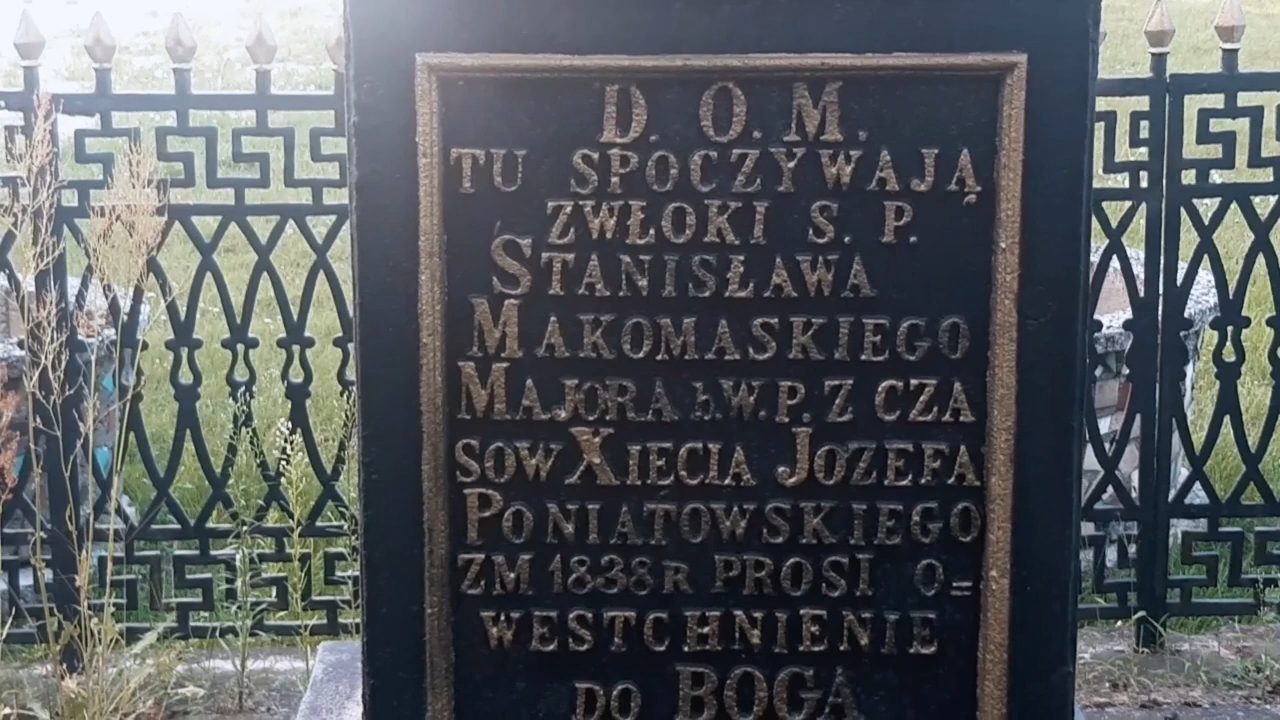 D. O. M.
TU SPOCZYWAJĄ
ZWŁOKI S. P.
STANISŁAWA
MAKOMASKIEGO
MAJORA b.W.P. Z CZA
SOW XIECIA JOZEFA
PONIATOWSKIEGO
ZM 1838 R PROSI O=
WESTCHNIENIE
DO BOGA